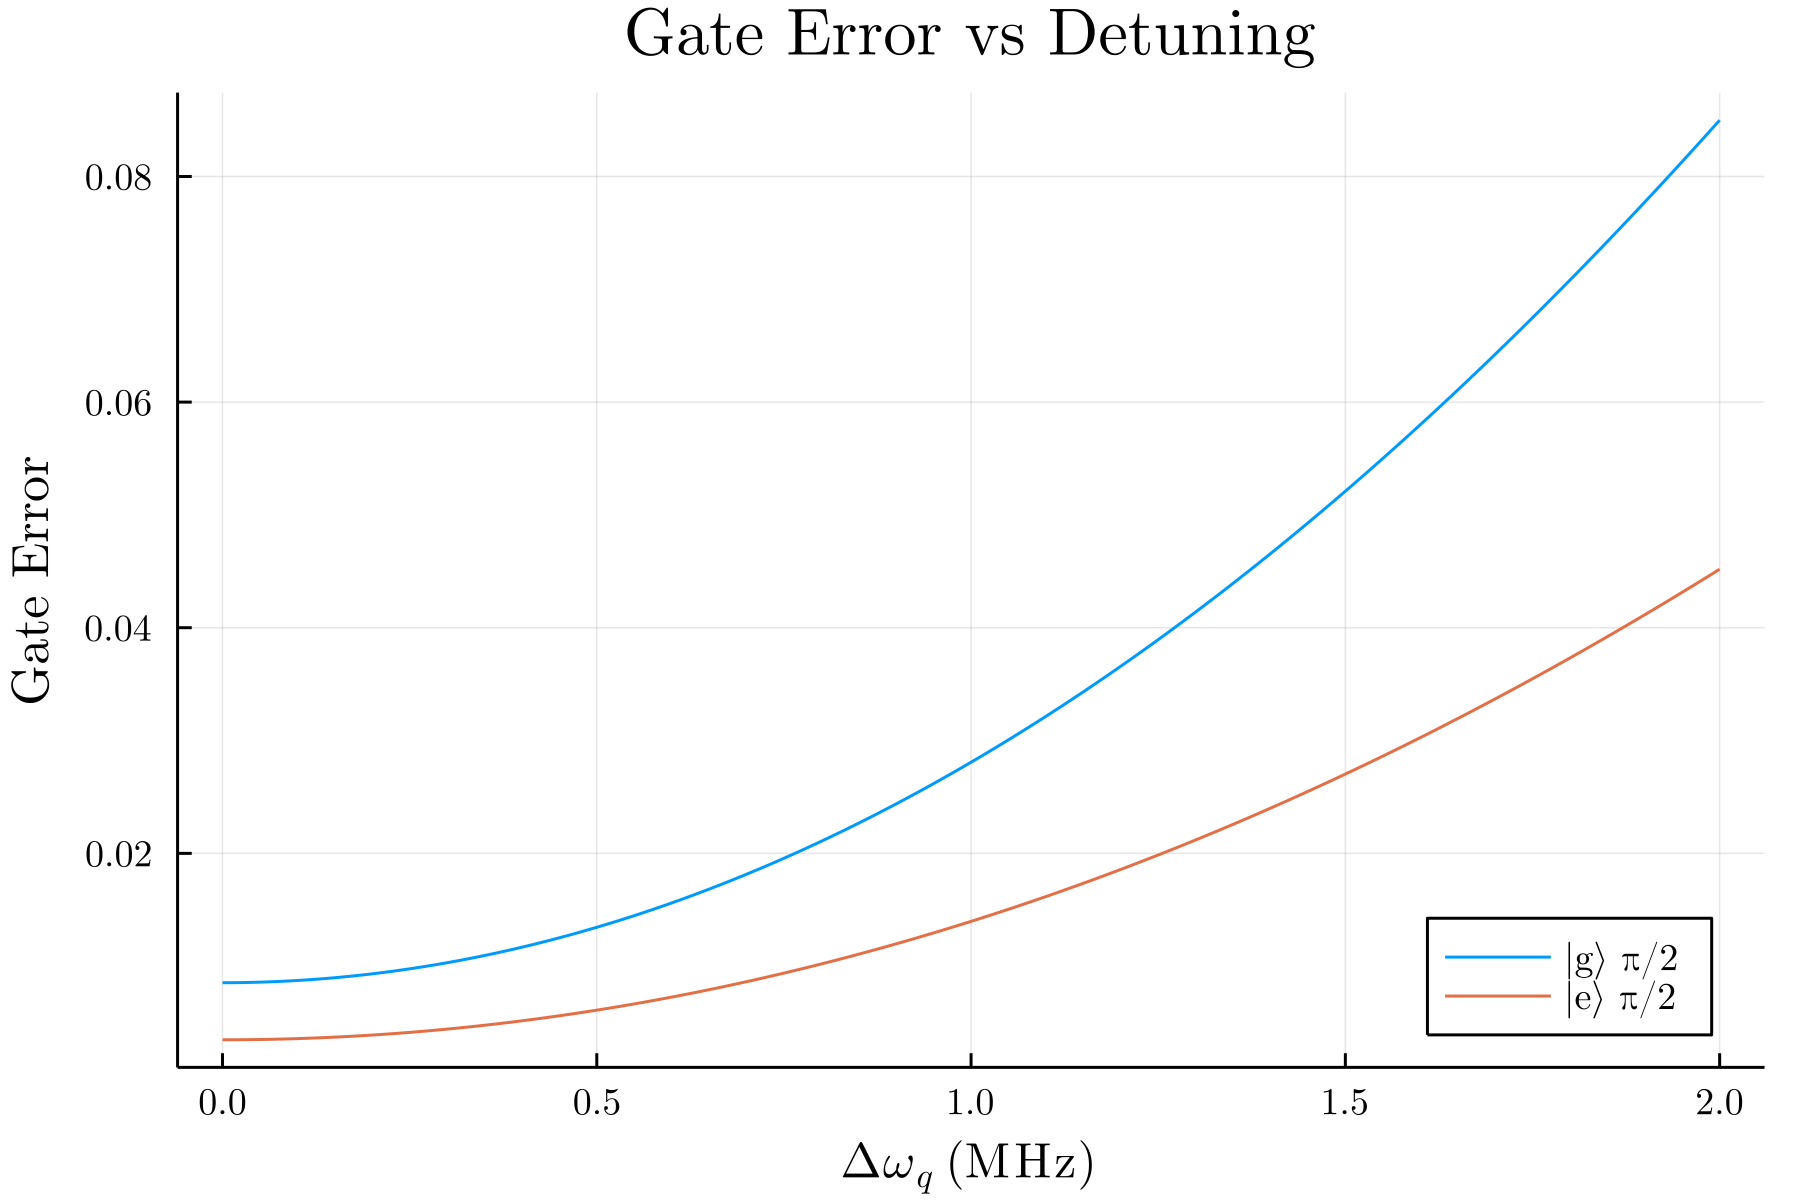 Gate Error vs Detuning
Gate Error
0.08
0.06
0.04
0.02
|g⟩ π/2
|e⟩ π/2
0.0 0.5 1.0 1.5 2.0
Δω_q (MHz)